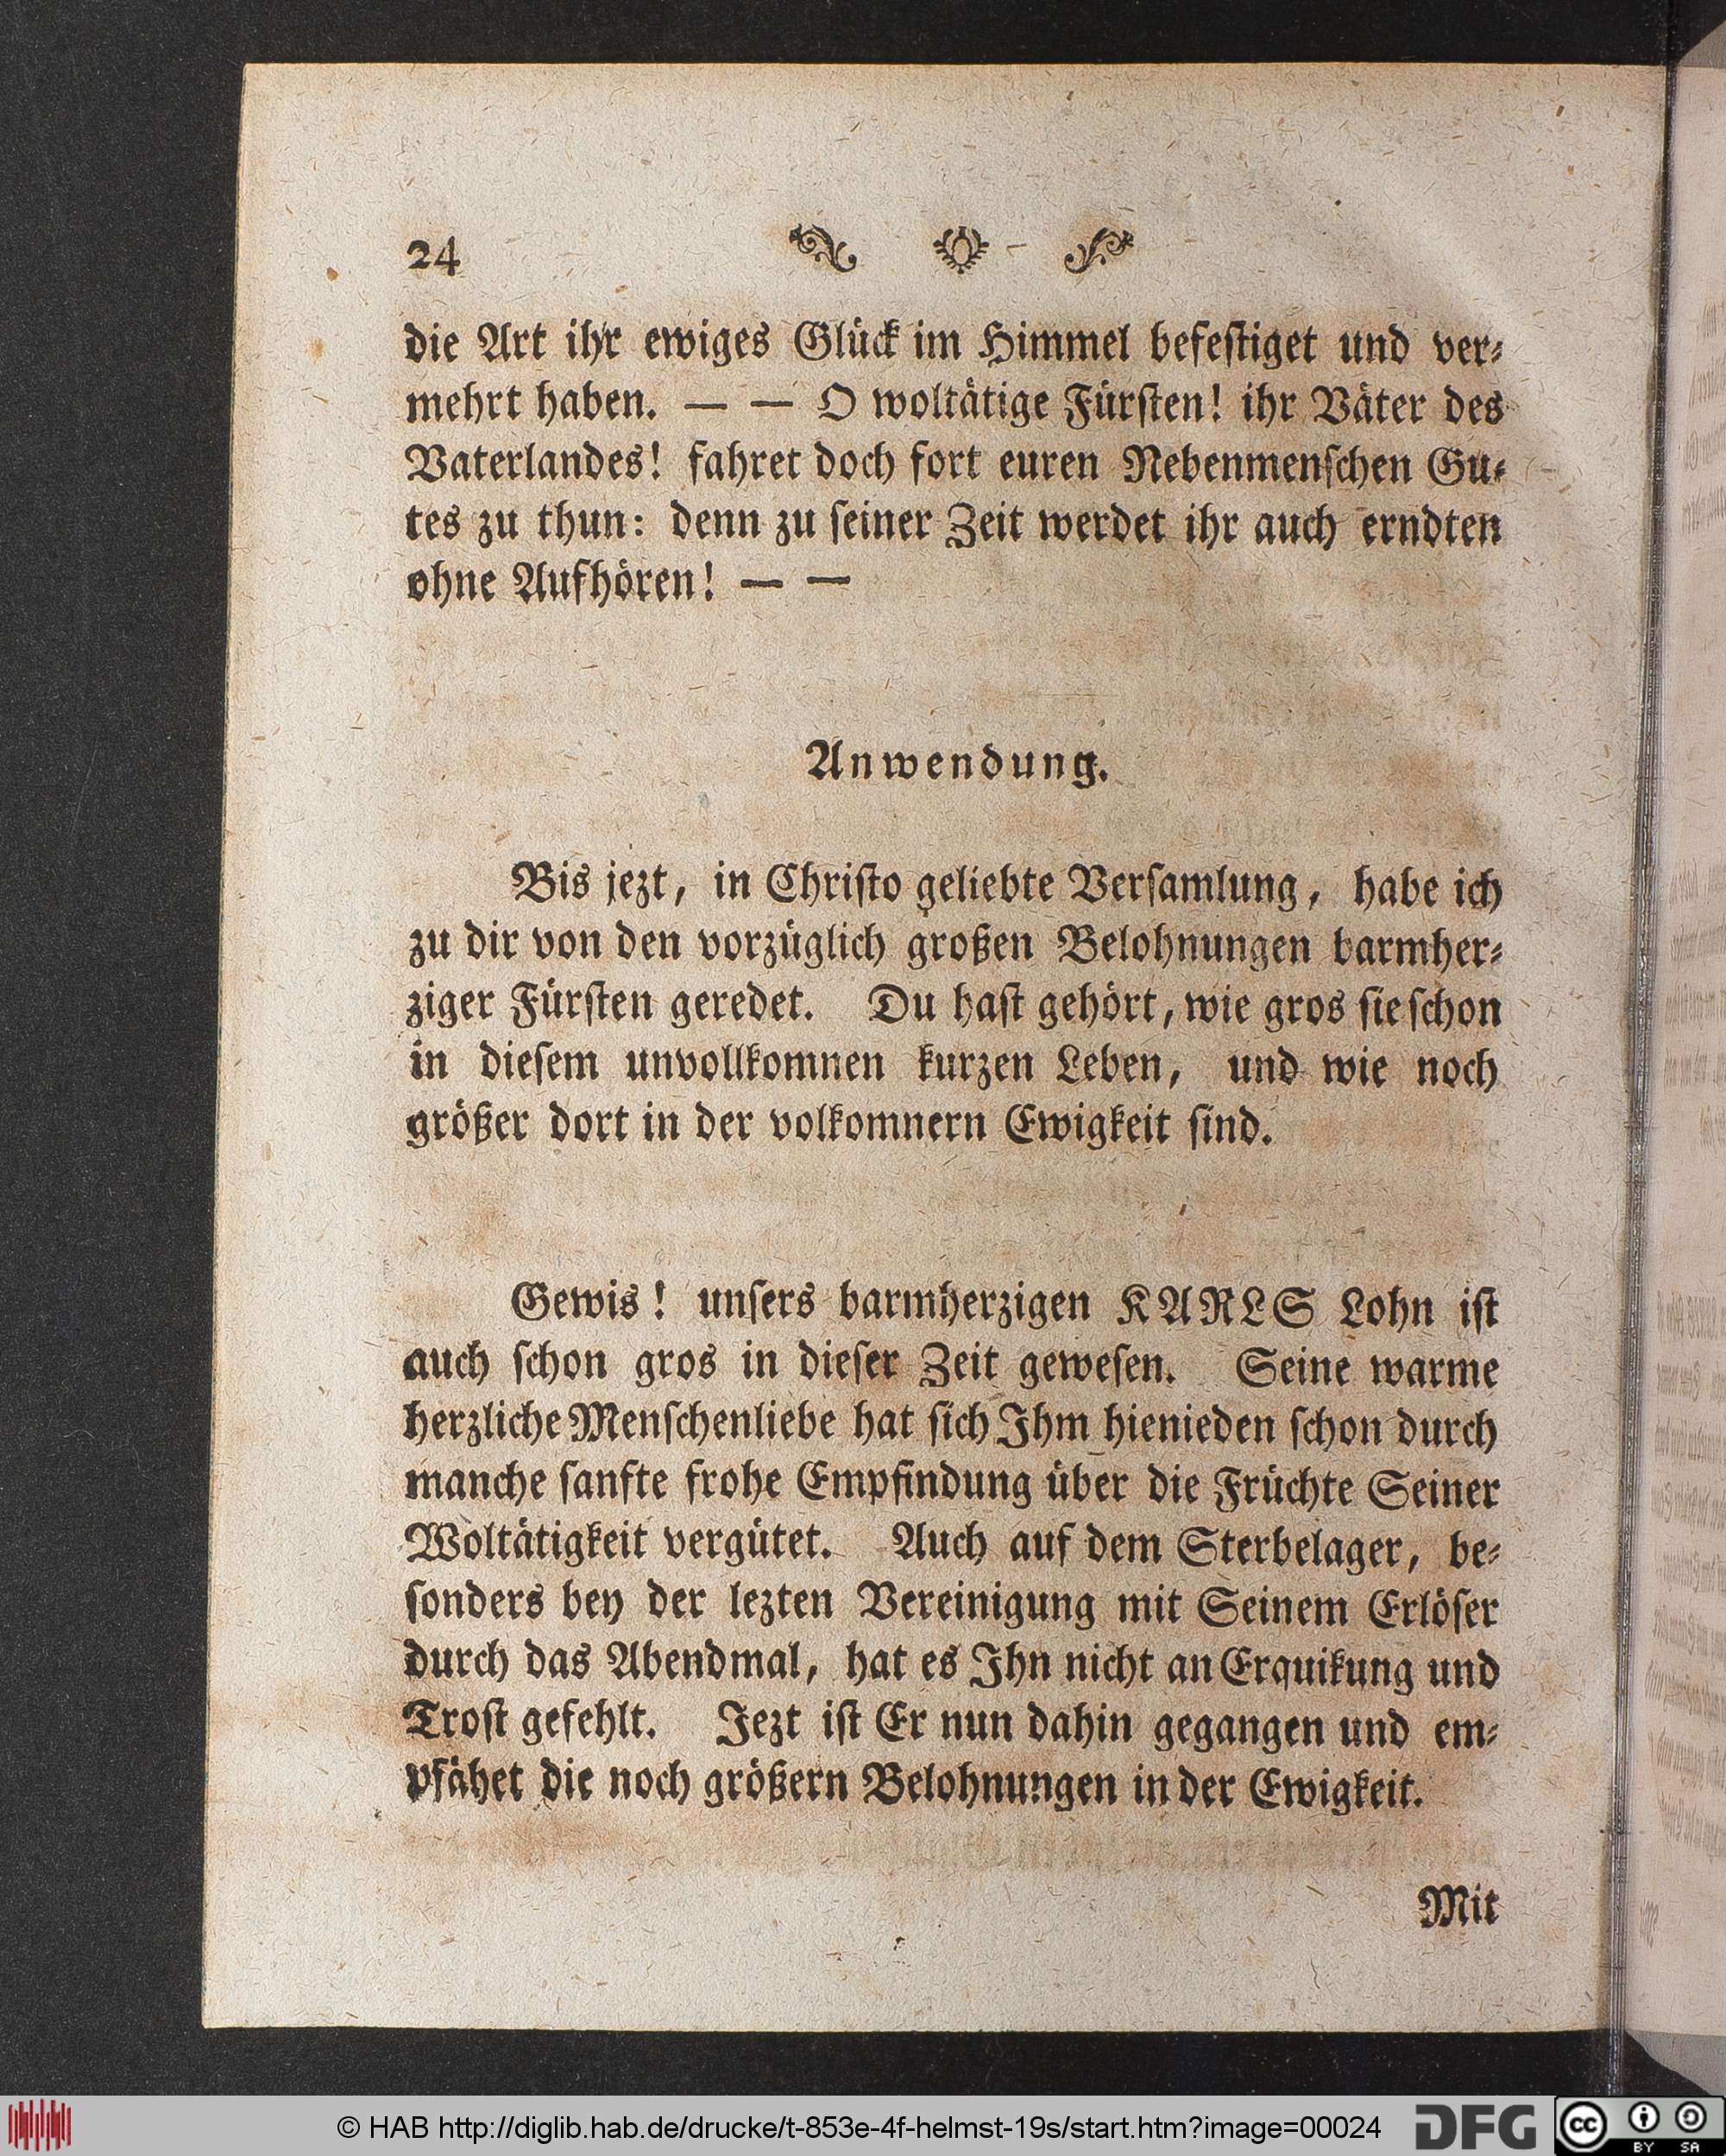 24
die Art ihr ewiges Glück im Himmel befeſtiget und ver⸗
mehrt haben. — — O woltätige Fürſten! ihr Väter des
Vaterlandes! fahret doch fort euren Nebenmenſchen Gu⸗
tes zu thun: denn zu ſeiner Zeit werdet ihr auch erndten
ohne Aufhören! — —
Anwendung.
Bis jezt, in Chriſto geliebte Verſamlung, habe ich
zu dir von den vorzüglich großen Belohnungen barmher⸗
ziger Fürſten geredet. Du haſt gehört, wie gros ſie ſchon
in dieſem unvollkomnen kurzen Leben, und wie noch
größer dort in der volkomnern Ewigkeit ſind.
Gewis! unſers barmherzigen KARLS Lohn iſt
auch ſchon gros in dieſer Zeit geweſen. Seine warme
herzliche Menſchenliebe hat ſich Ihm hienieden ſchon durch
manche ſanfte frohe Empfindung über die Früchte Seiner
Woltätigkeit vergütet. Auch auf dem Sterbelager, be⸗
ſonders bey der lezten Vereinigung mit Seinem Erlöſer
durch das Abendmal, hat es Ihn nicht an Erquikung und
Troſt gefehlt. Jezt iſt Er nun dahin gegangen und em⸗
pfähet die noch größern Belohnungen in der Ewigkeit.
Mit
© HAB http://diglib.hab.de/drucke/t-853e-4f-helmst-19s/start.htm?image=00024
DFG
cc BY SA